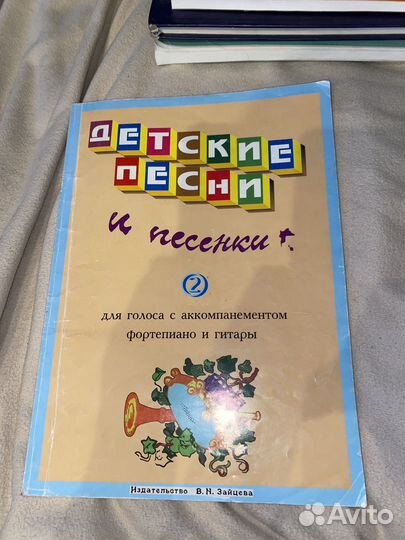 ДЕТСКИЕ
ПЕСНИ
и песенки
2
для голоса с аккомпанементом
фортепиано и гитары
Издательство В. Н. Зайцева
Avito